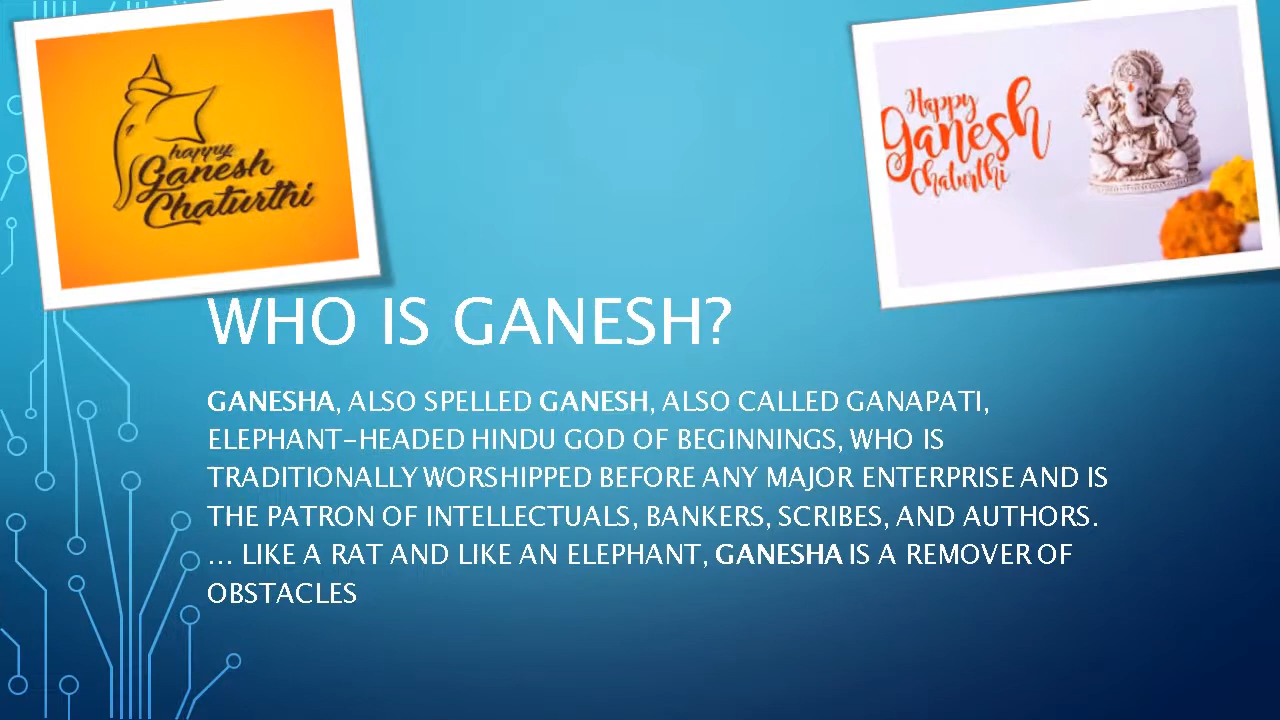 happy
Ganesh
Chaturthi
Happy
Ganesh
Chaturthi
WHO IS GANESH?
GANESHA, ALSO SPELLED GANESH, ALSO CALLED GANAPATI,
ELEPHANT-HEADED HINDU GOD OF BEGINNINGS, WHO IS
TRADITIONALLY WORSHIPPED BEFORE ANY MAJOR ENTERPRISE AND IS
THE PATRON OF INTELLECTUALS, BANKERS, SCRIBES, AND AUTHORS.
... LIKE A RAT AND LIKE AN ELEPHANT, GANESHA IS A REMOVER OF
OBSTACLES